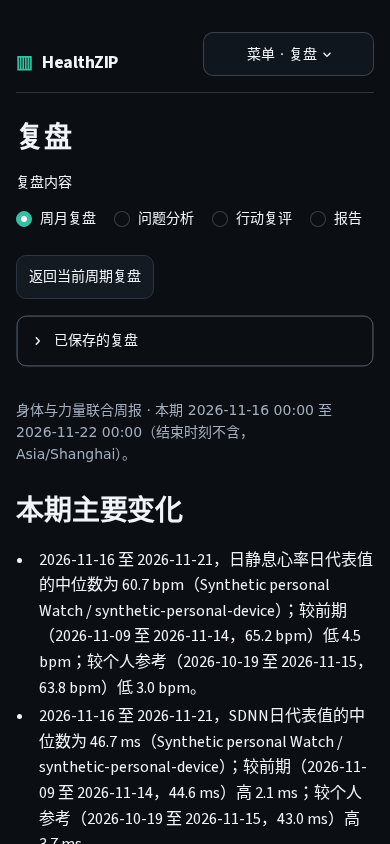 HealthZIP
菜单 · 复盘
复盘
复盘内容
周月复盘 问题分析 行动复评 报告
返回当前周期复盘
已保存的复盘
身体与力量联合周报 · 本期 2026-11-16 00:00 至
2026-11-22 00:00（结束时刻不含，
Asia/Shanghai）。
本期主要变化
2026-11-16 至 2026-11-21，日静息心率日代表值
的中位数为 60.7 bpm（Synthetic personal
Watch / synthetic-personal-device）；较前期
（2026-11-09 至 2026-11-14，65.2 bpm）低 4.5
bpm；较个人参考（2026-10-19 至 2026-11-15，
63.8 bpm）低 3.0 bpm。
2026-11-16 至 2026-11-21，SDNN日代表值的中
位数为 46.7 ms（Synthetic personal Watch /
synthetic-personal-device）；较前期（2026-11-
09 至 2026-11-14，44.6 ms）高 2.1 ms；较个人
参考（2026-10-19 至 2026-11-15，43.0 ms）高
3.7 ms